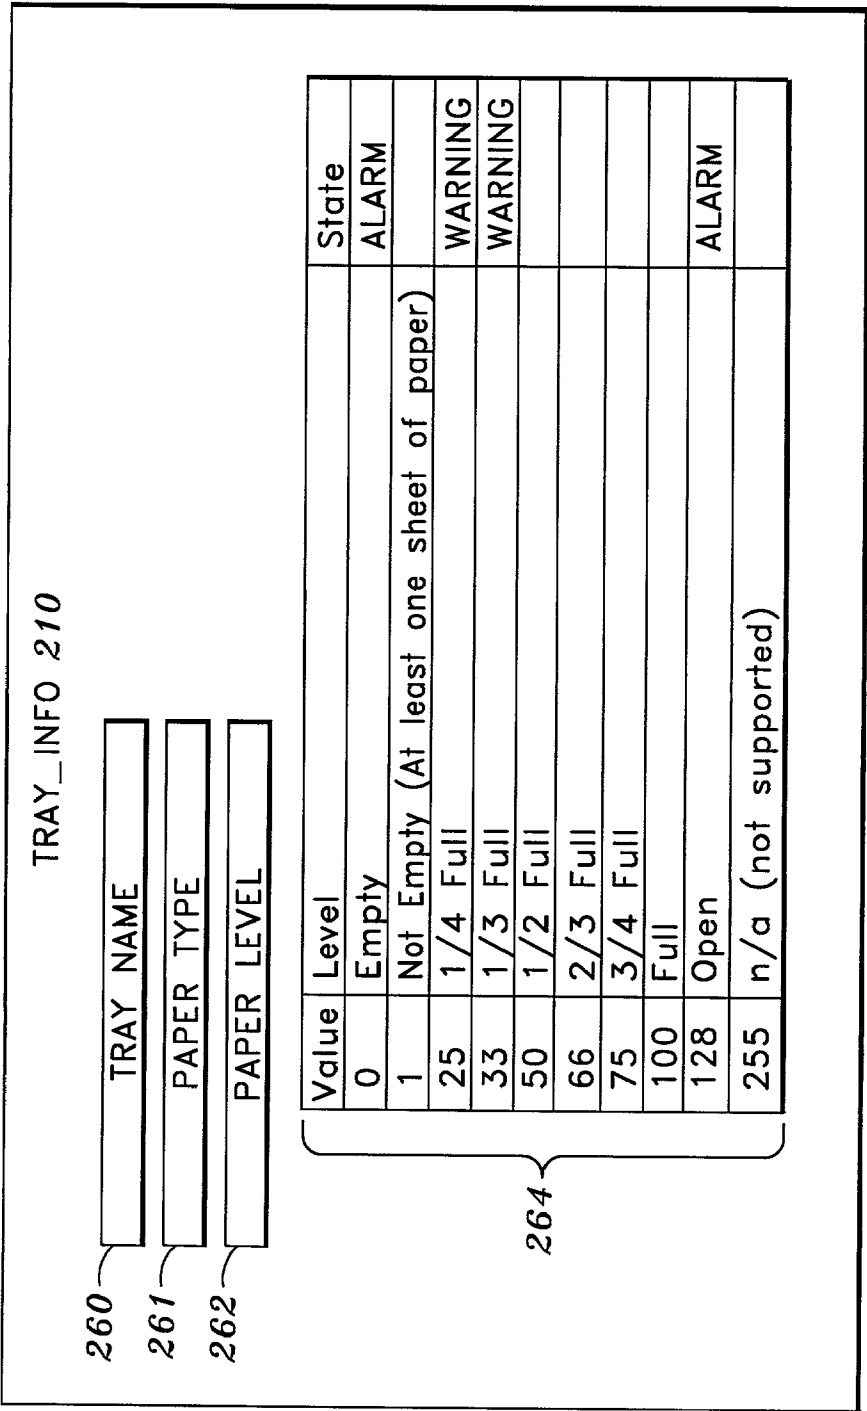 TRAY_INFO 210
260 TRAY NAME
261 PAPER TYPE
262 PAPER LEVEL
264
Value Level State
0 Empty ALARM
1 Not Empty (At least one sheet of paper)
25 1/4 Full WARNING
33 1/3 Full WARNING
50 1/2 Full
66 2/3 Full
75 3/4 Full
100 Full
128 Open ALARM
255 n/a (not supported)